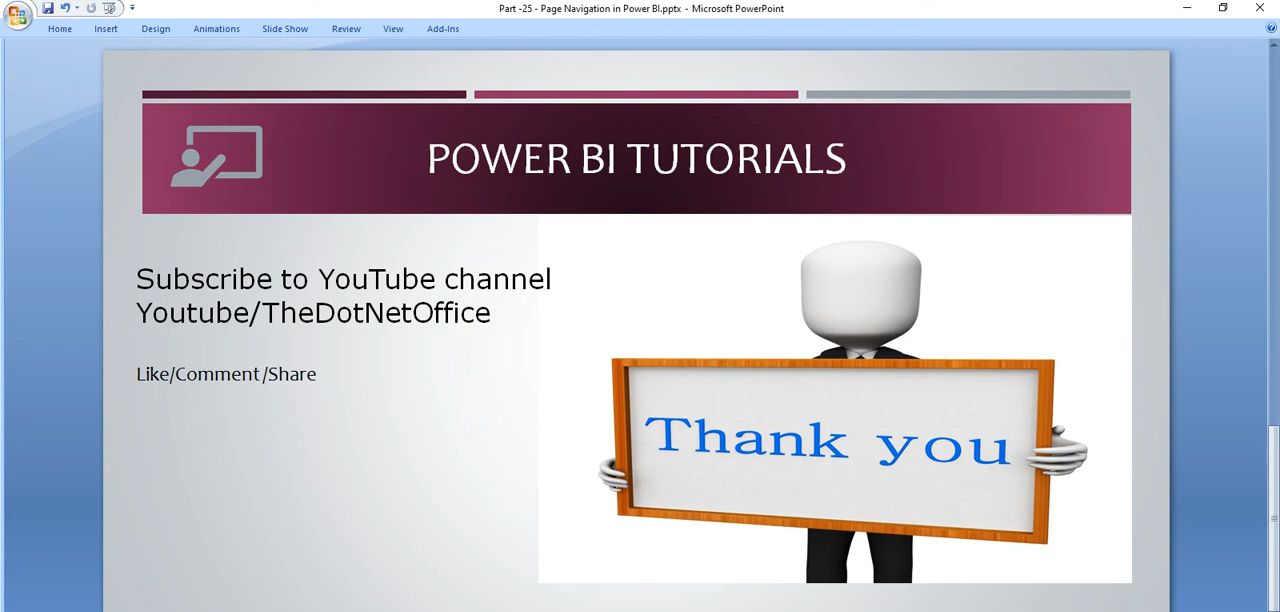 Part -25 - Page Navigation in Power BI.pptx - Microsoft PowerPoint
Home Insert Design Animations Slide Show Review View Add-Ins
POWER BI TUTORIALS
Subscribe to YouTube channel
Youtube/TheDotNetOffice
Like/Comment/Share
Thank you